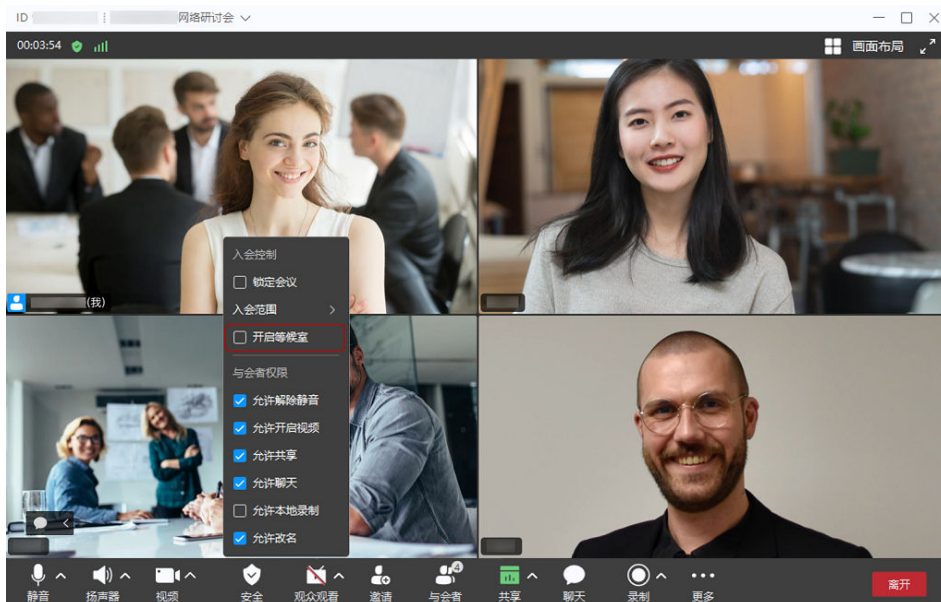 ID
网络研讨会
00:03:54
画面布局
(我)
入会控制
锁定会议
入会范围
开启等候室
与会者权限
允许解除静音
允许开启视频
允许共享
允许聊天
允许本地录制
允许改名
静音
扬声器
视频
安全
观众观看
邀请
4
与会者
共享
聊天
录制
更多
离开